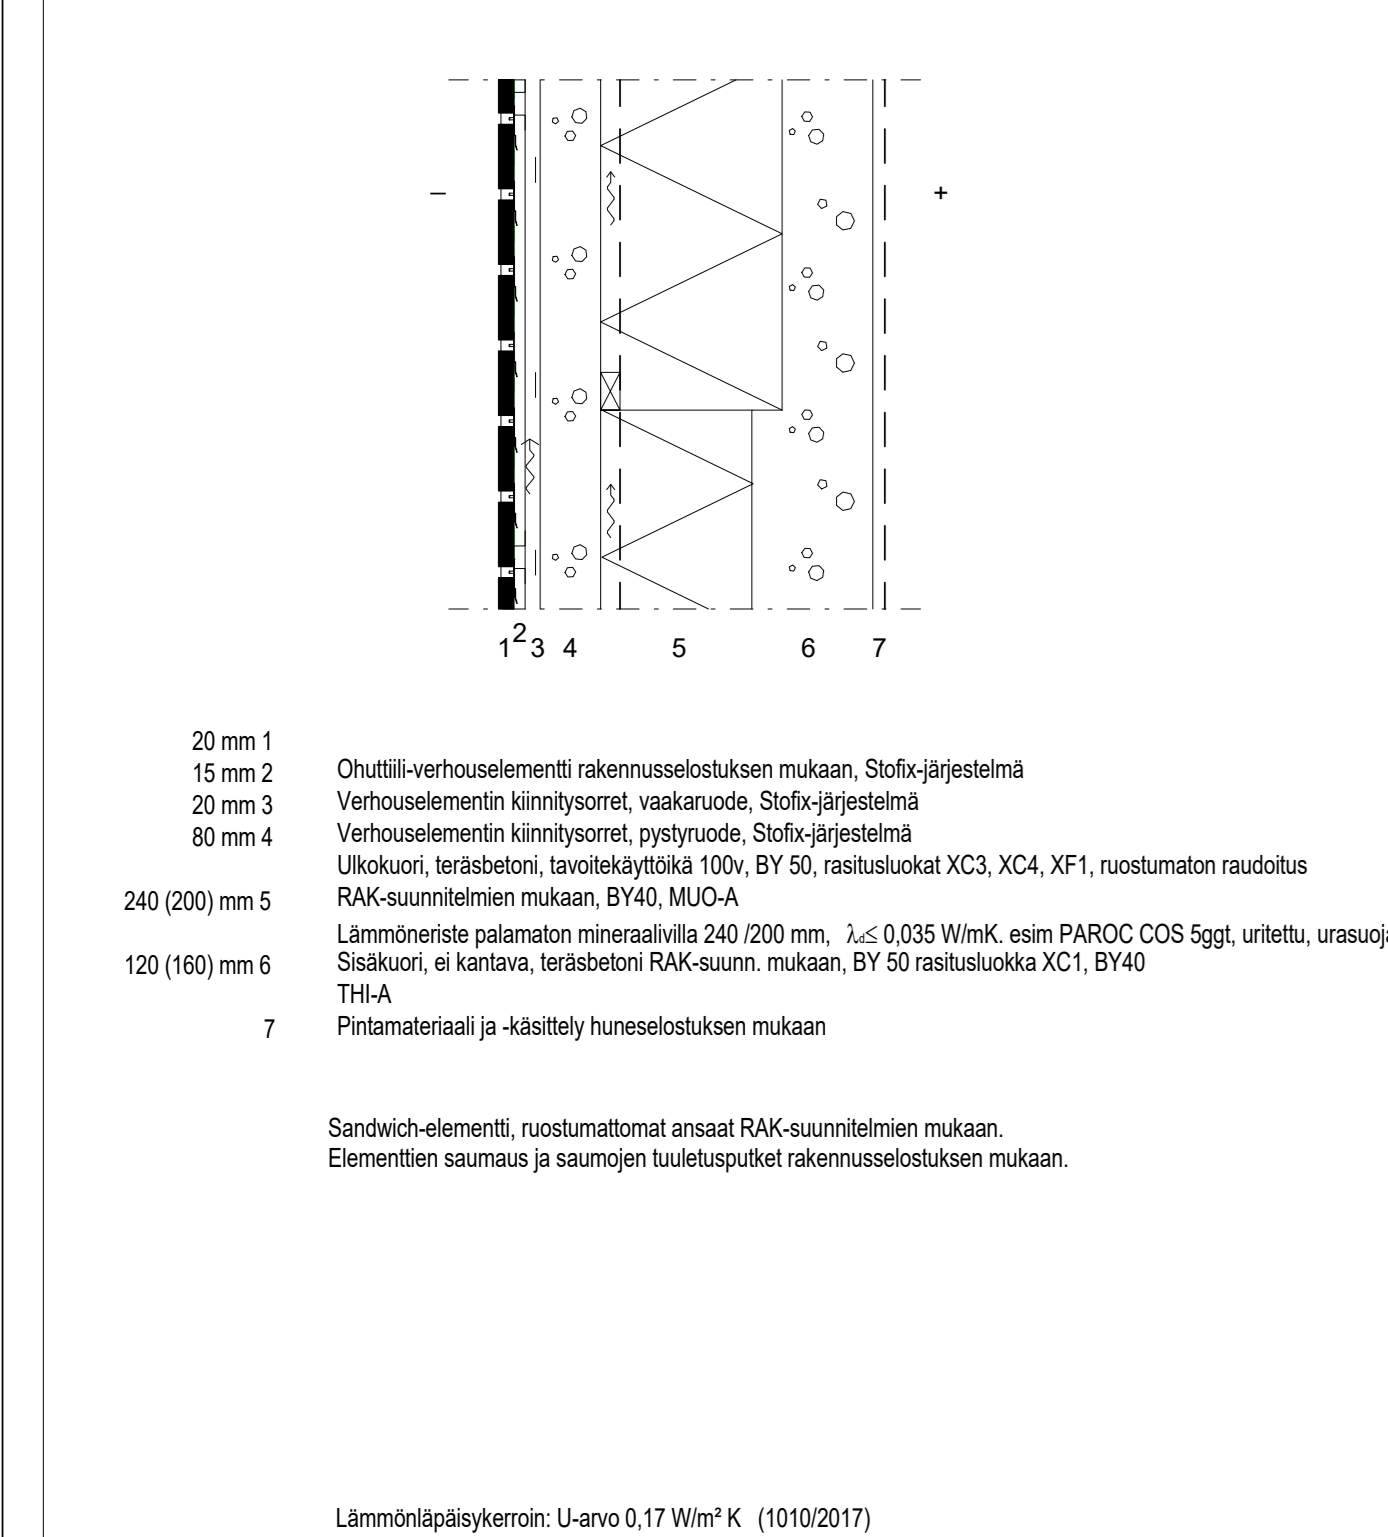 – +
1 2 3 4 5 6 7
20 mm 1
15 mm 2 Ohuttiili-verhouselementti rakennusselostuksen mukaan, Stofix-järjestelmä
20 mm 3 Verhouselementin kiinnitysorret, vaakaruode, Stofix-järjestelmä
80 mm 4 Verhouselementin kiinnitysorret, pystyruode, Stofix-järjestelmä
Ulkokuori, teräsbetoni, tavoitekäyttöikä 100v, BY 50, rasitusluokat XC3, XC4, XF1, ruostumaton raudoitus
240 (200) mm 5 RAK-suunnitelmien mukaan, BY40, MUO-A
Lämmöneriste palamaton mineraalivilla 240 /200 mm, λd≤ 0,035 W/mK. esim PAROC COS 5ggt, uritettu, urasuoja
120 (160) mm 6 Sisäkuori, ei kantava, teräsbetoni RAK-suunn. mukaan, BY 50 rasitusluokka XC1, BY40
THI-A
7 Pintamateriaali ja -käsittely huneselostuksen mukaan
Sandwich-elementti, ruostumattomat ansaat RAK-suunnitelmien mukaan.
Elementtien saumaus ja saumojen tuuletusputket rakennusselostuksen mukaan.
Lämmönläpäisykerroin: U-arvo 0,17 W/m² K (1010/2017)